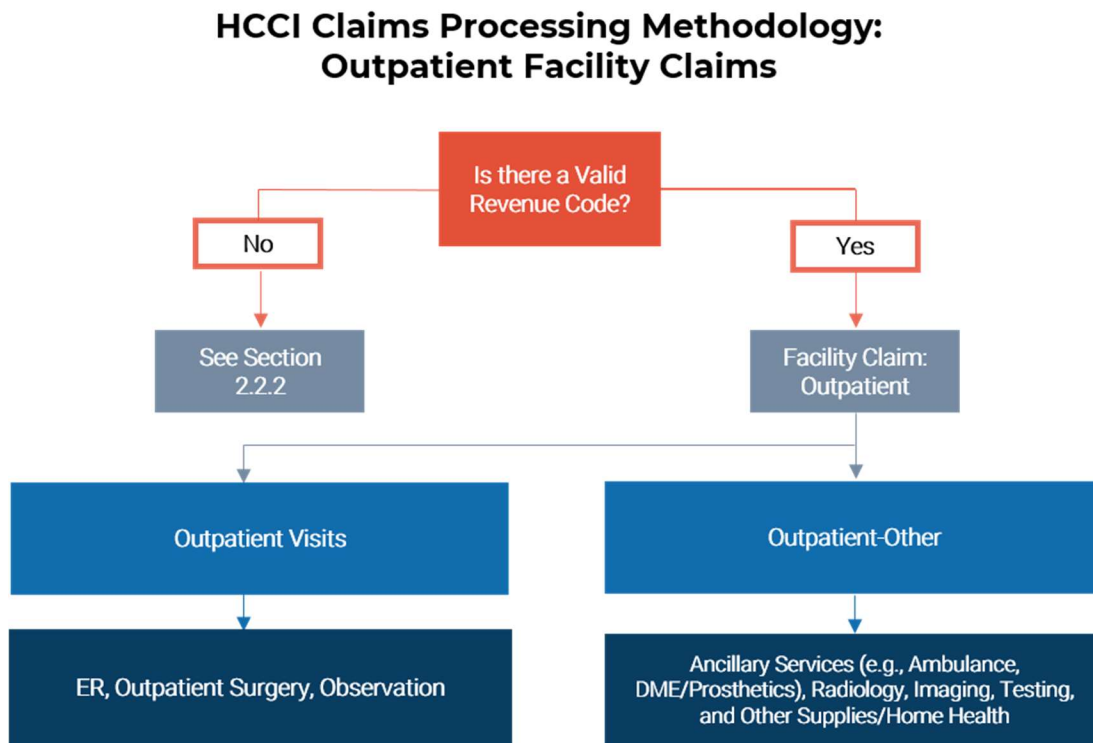 HCCI Claims Processing Methodology:
Outpatient Facility Claims
Is there a Valid
Revenue Code?
No
Yes
See Section
2.2.2
Facility Claim:
Outpatient
Outpatient Visits
Outpatient-Other
ER, Outpatient Surgery, Observation
Ancillary Services (e.g., Ambulance,
DME/Prosthetics), Radiology, Imaging, Testing,
and Other Supplies/Home Health